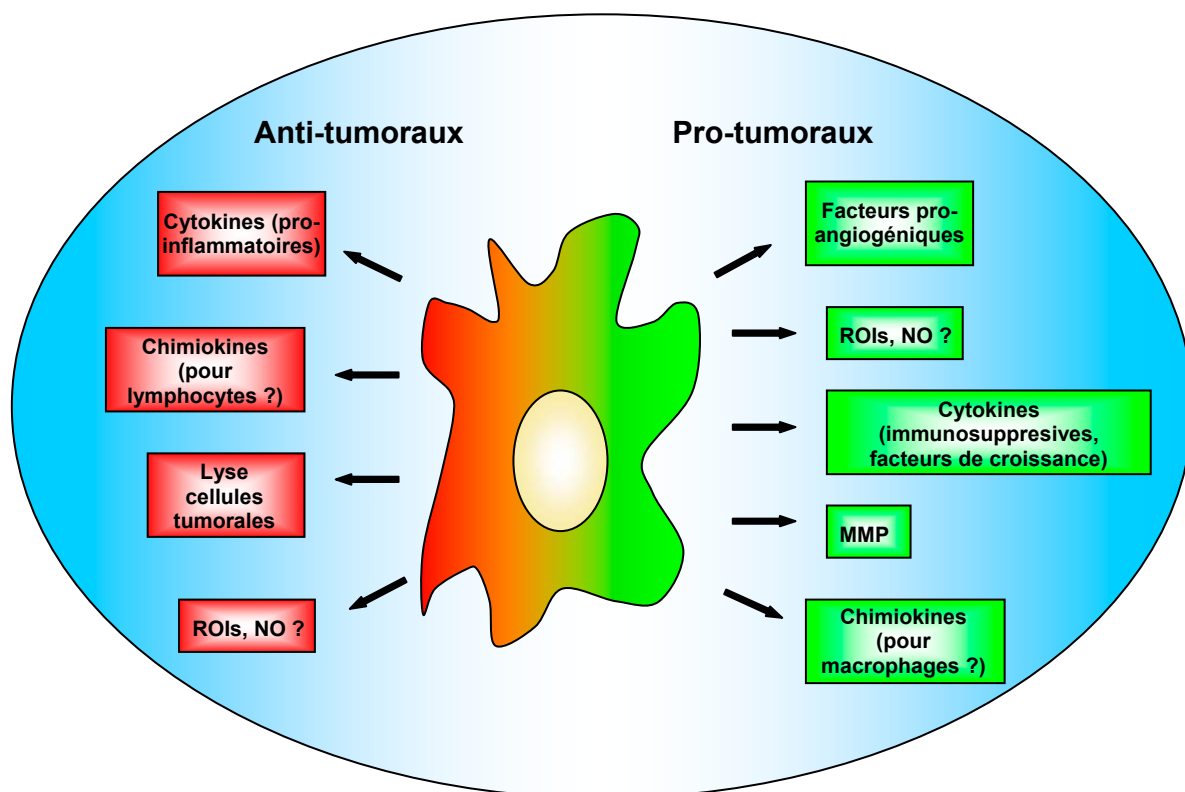 Anti-tumoraux
Cytokines (pro-
inflammatoires)
Chimiokines
(pour
lymphocytes ?)
Lyse
cellules
tumorales
ROIs, NO ?
Pro-tumoraux
Facteurs pro-
angiogéniques
ROIs, NO ?
Cytokines
(immunosuppresives,
facteurs de croissance)
MMP
Chimiokines
(pour
macrophages ?)